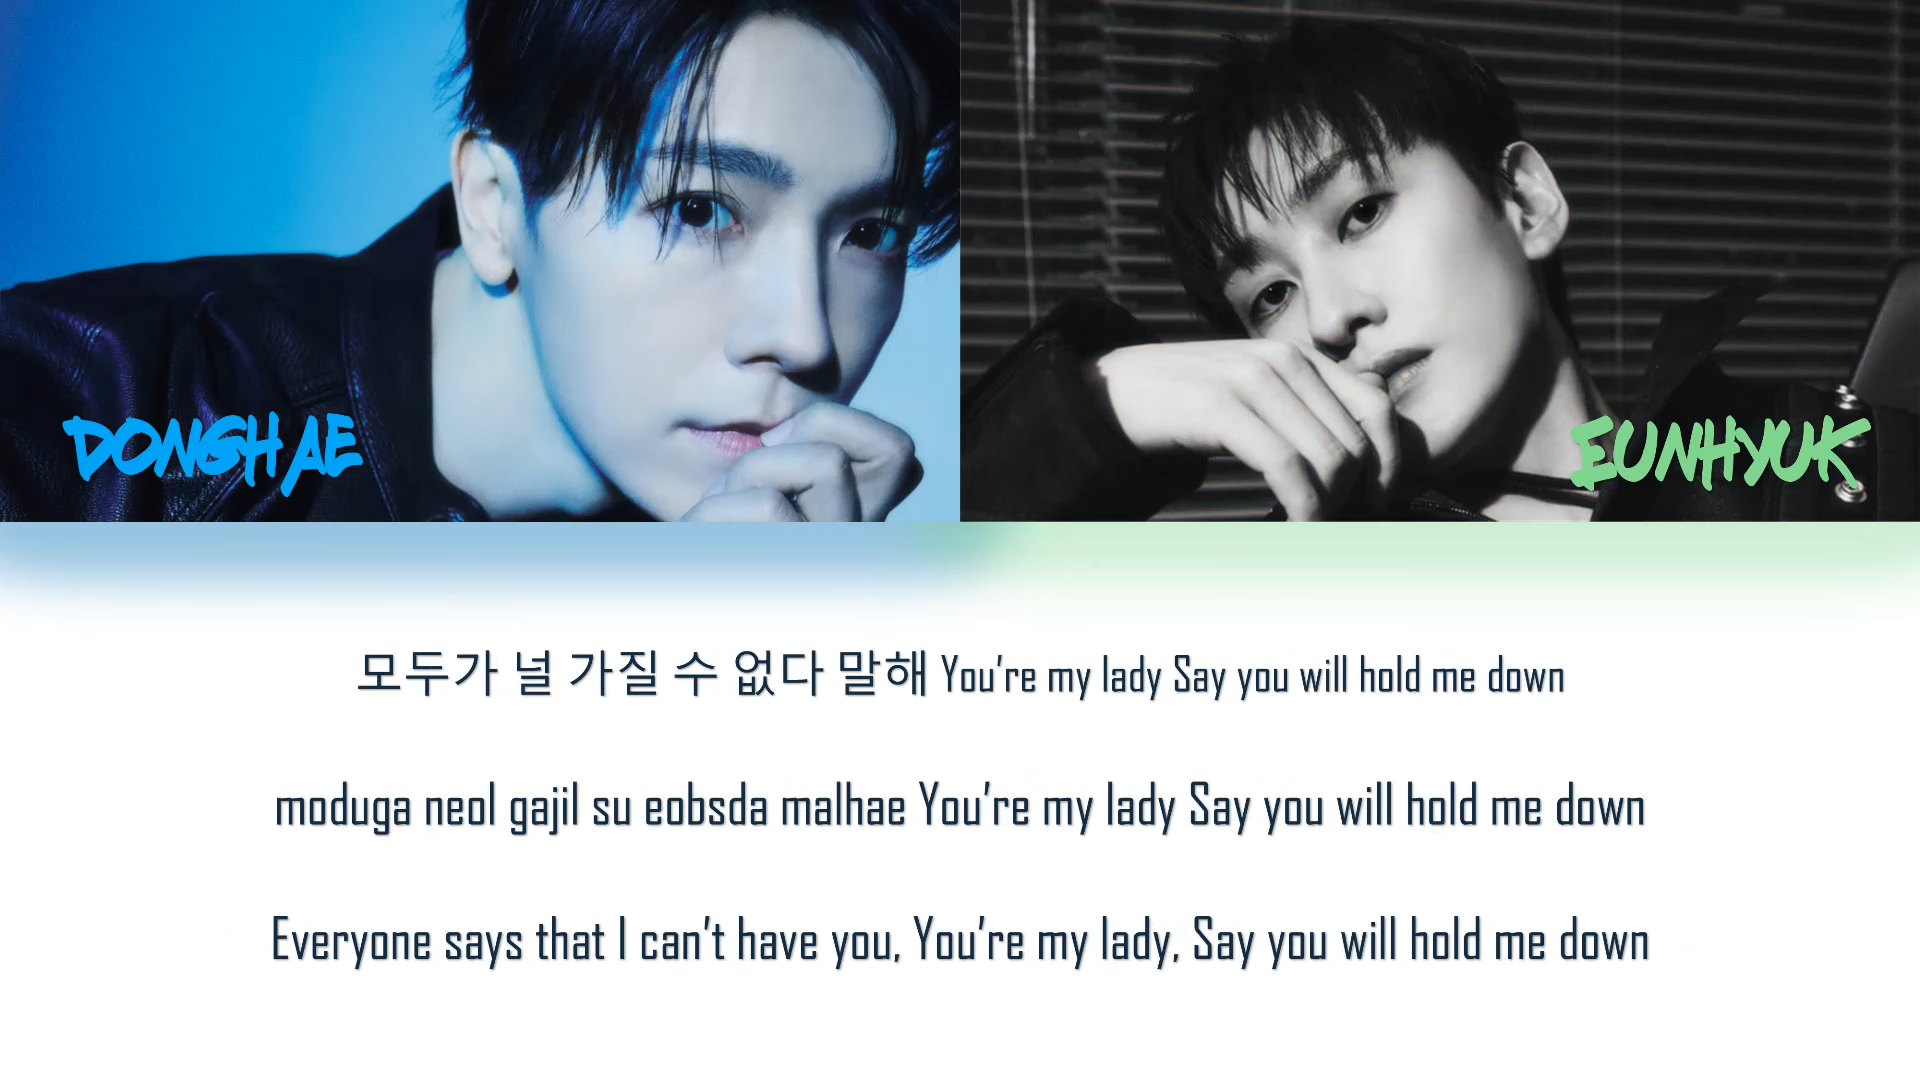 DONGHAE
EUNHYUK
모두가 널 가질 수 없다 말해 You're my lady Say you will hold me down
moduga neol gajil su eobsda malhae You're my lady Say you will hold me down
Everyone says that I can't have you, You're my lady, Say you will hold me down